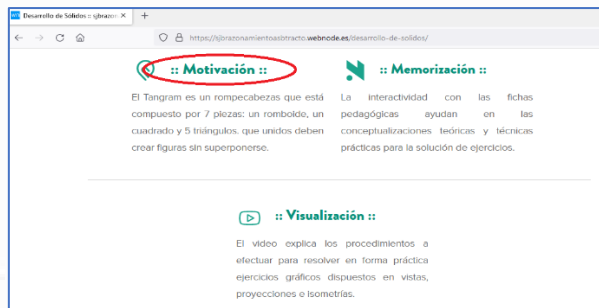 Desarrollo de Sólidos :: sjbrazon
https://sjbrazonamientoasbtracto.webnode.es/desarrollo-de-solidos/
:: Motivación ::
El Tangram es un rompecabezas que está
compuesto por 7 piezas: un romboide, un
cuadrado y 5 triángulos. que unidos deben
crear figuras sin superponerse.
:: Memorización ::
La interactividad con las fichas
pedagógicas ayudan en las
conceptualizaciones teóricas y técnicas
prácticas para la solución de ejercicios.
:: Visualización ::
El video explica los procedimientos a
efectuar para resolver en forma práctica
ejercicios gráficos dispuestos en vistas,
proyecciones e isometrías.